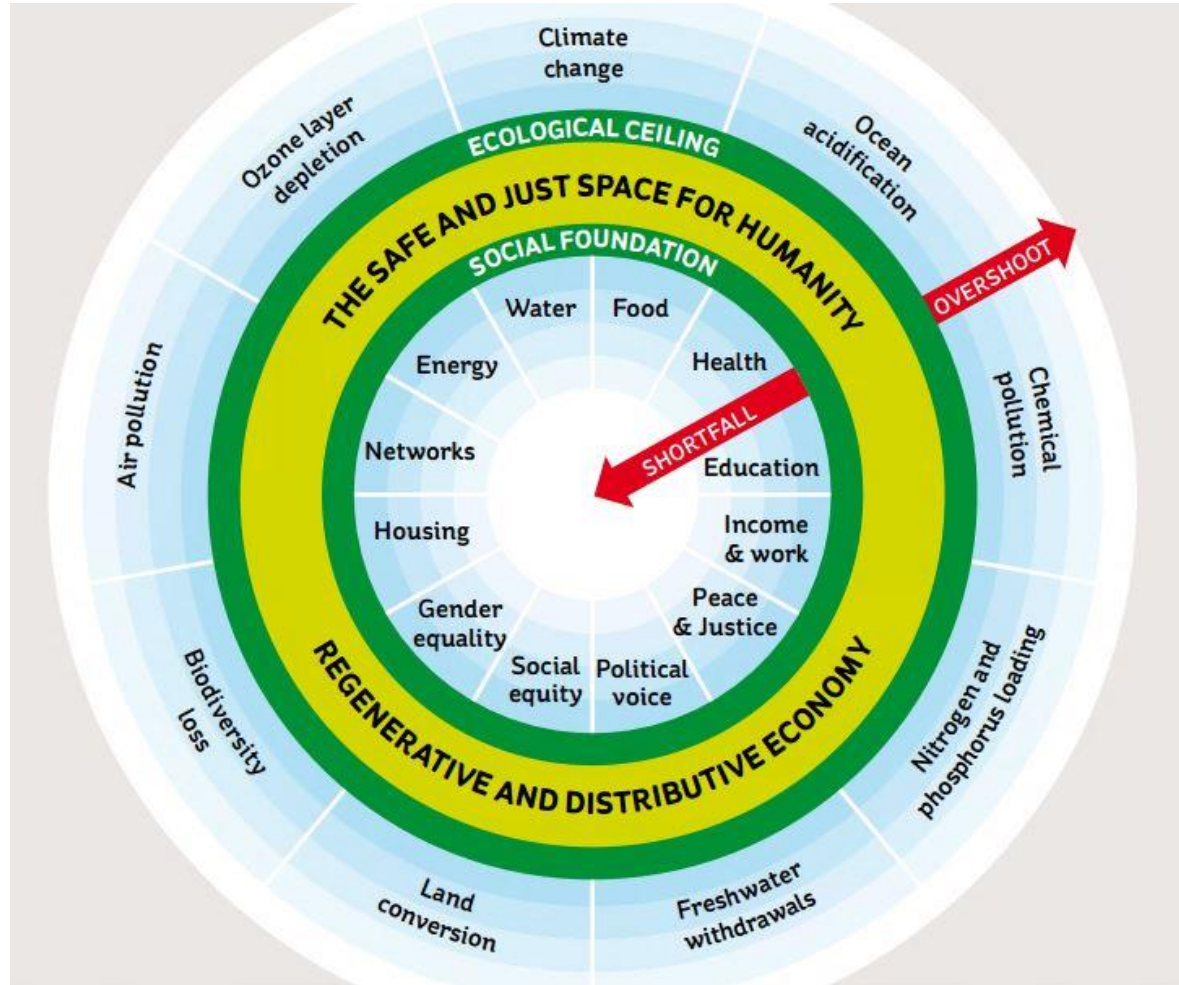 Climate
change
Ocean
acidification
OVERSHOOT
Chemical
pollution
Nitrogen and
phosphorus loading
Freshwater
withdrawals
Land
conversion
Biodiversity
loss
Air pollution
Ozone layer
depletion
ECOLOGICAL CEILING
THE SAFE AND JUST SPACE FOR HUMANITY
SOCIAL FOUNDATION
Water
Food
Health
SHORTFALL
Education
Income
& work
Peace
& Justice
Political
voice
Social
equity
Gender
equality
Housing
Networks
Energy
REGENERATIVE AND DISTRIBUTIVE ECONOMY